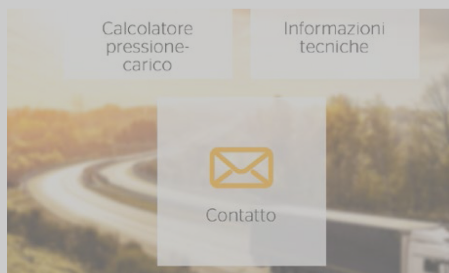 Calcolatore
pressione-
carico
Informazioni
tecniche
Contatto